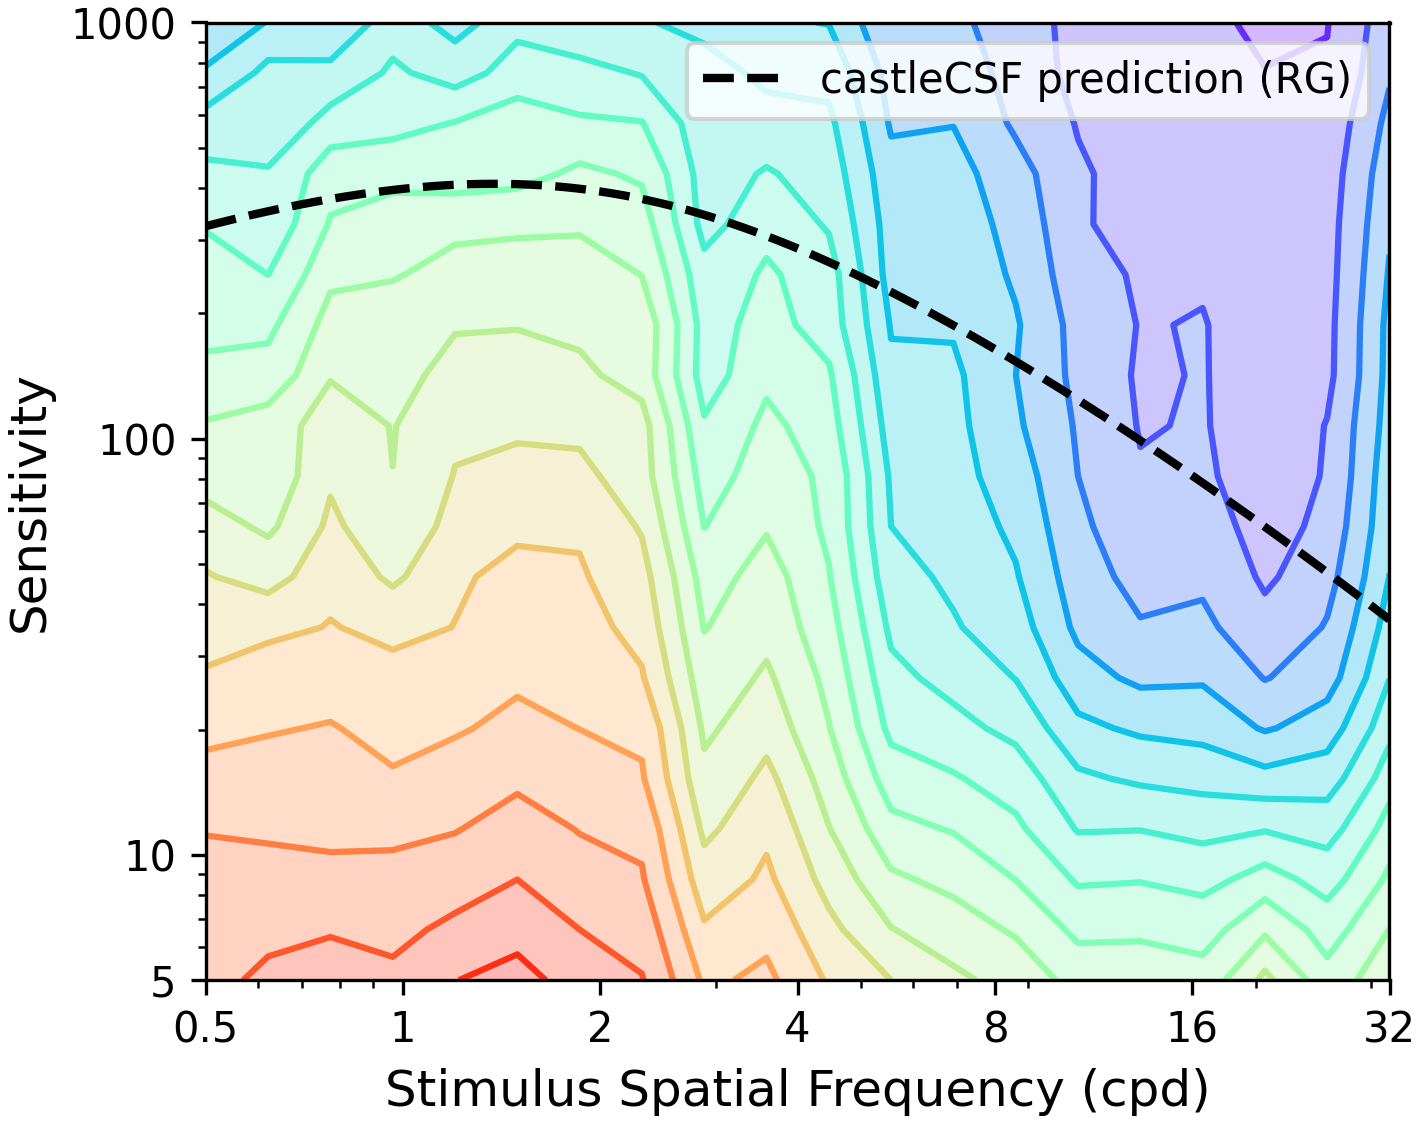 1000
castleCSF prediction (RG)
Sensitivity
100
10
5
0.5 1 2 4 8 16 32
Stimulus Spatial Frequency (cpd)